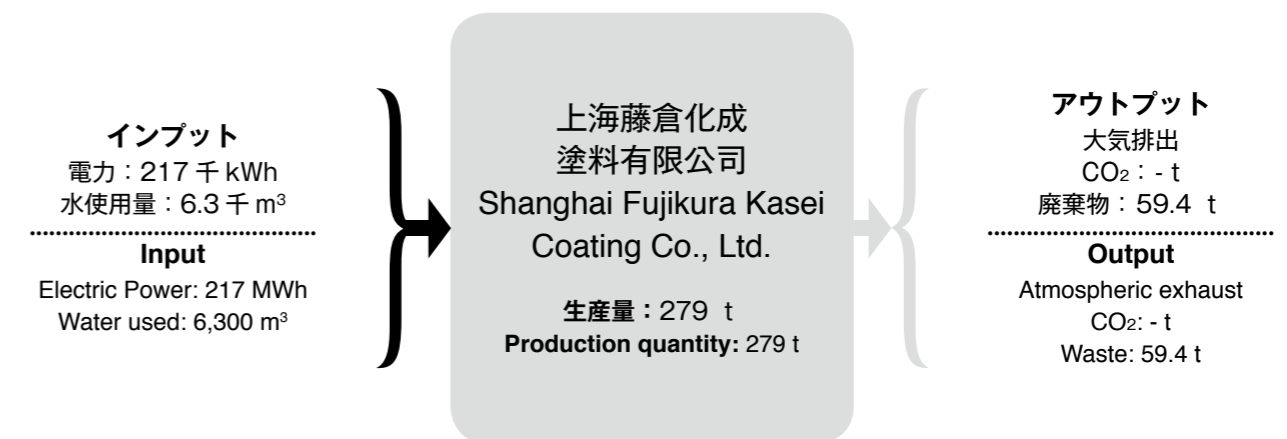 インプット
電力：217 千 kWh
水使用量：6.3 千 m³
Input
Electric Power: 217 MWh
Water used: 6,300 m³
上海藤倉化成
塗料有限公司
Shanghai Fujikura Kasei
Coating Co., Ltd.
生産量：279 t
Production quantity: 279 t
アウトプット
大気排出
CO₂：- t
廃棄物：59.4 t
Output
Atmospheric exhaust
CO₂: - t
Waste: 59.4 t